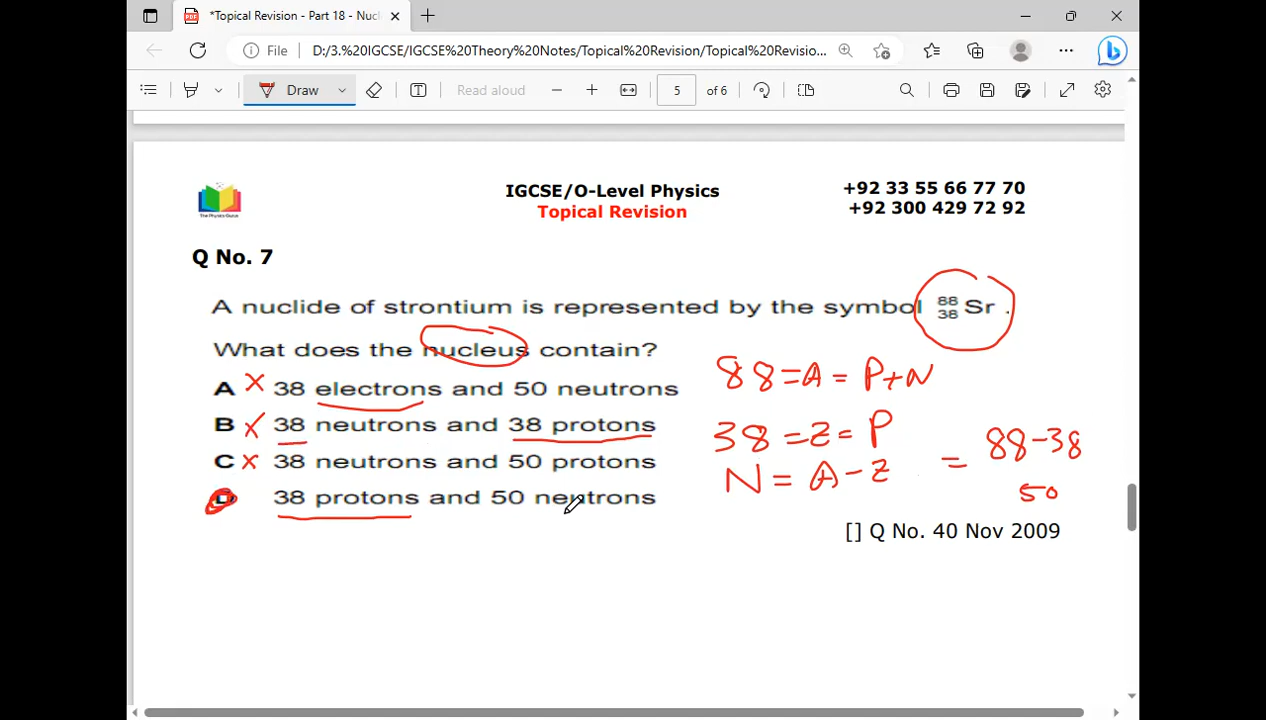 *Topical Revision - Part 18 - Nucl
File D:/3.%20IGCSE/IGCSE%20Theory%20Notes/Topical%20Revision/Topical%20Revisio...
Draw Read aloud 5 of 6
The Physics Guide
IGCSE/O-Level Physics
Topical Revision
+92 33 55 66 77 70
+92 300 429 72 92
Q No. 7
A nuclide of strontium is represented by the symbol 88 38 Sr .
What does the nucleus contain?
A × 38 electrons and 50 neutrons
B × 38 neutrons and 38 protons
C × 38 neutrons and 50 protons
D 38 protons and 50 neutrons
88 = A = P+N
38 = Z = P
N = A - Z = 88-38
50
[] Q No. 40 Nov 2009